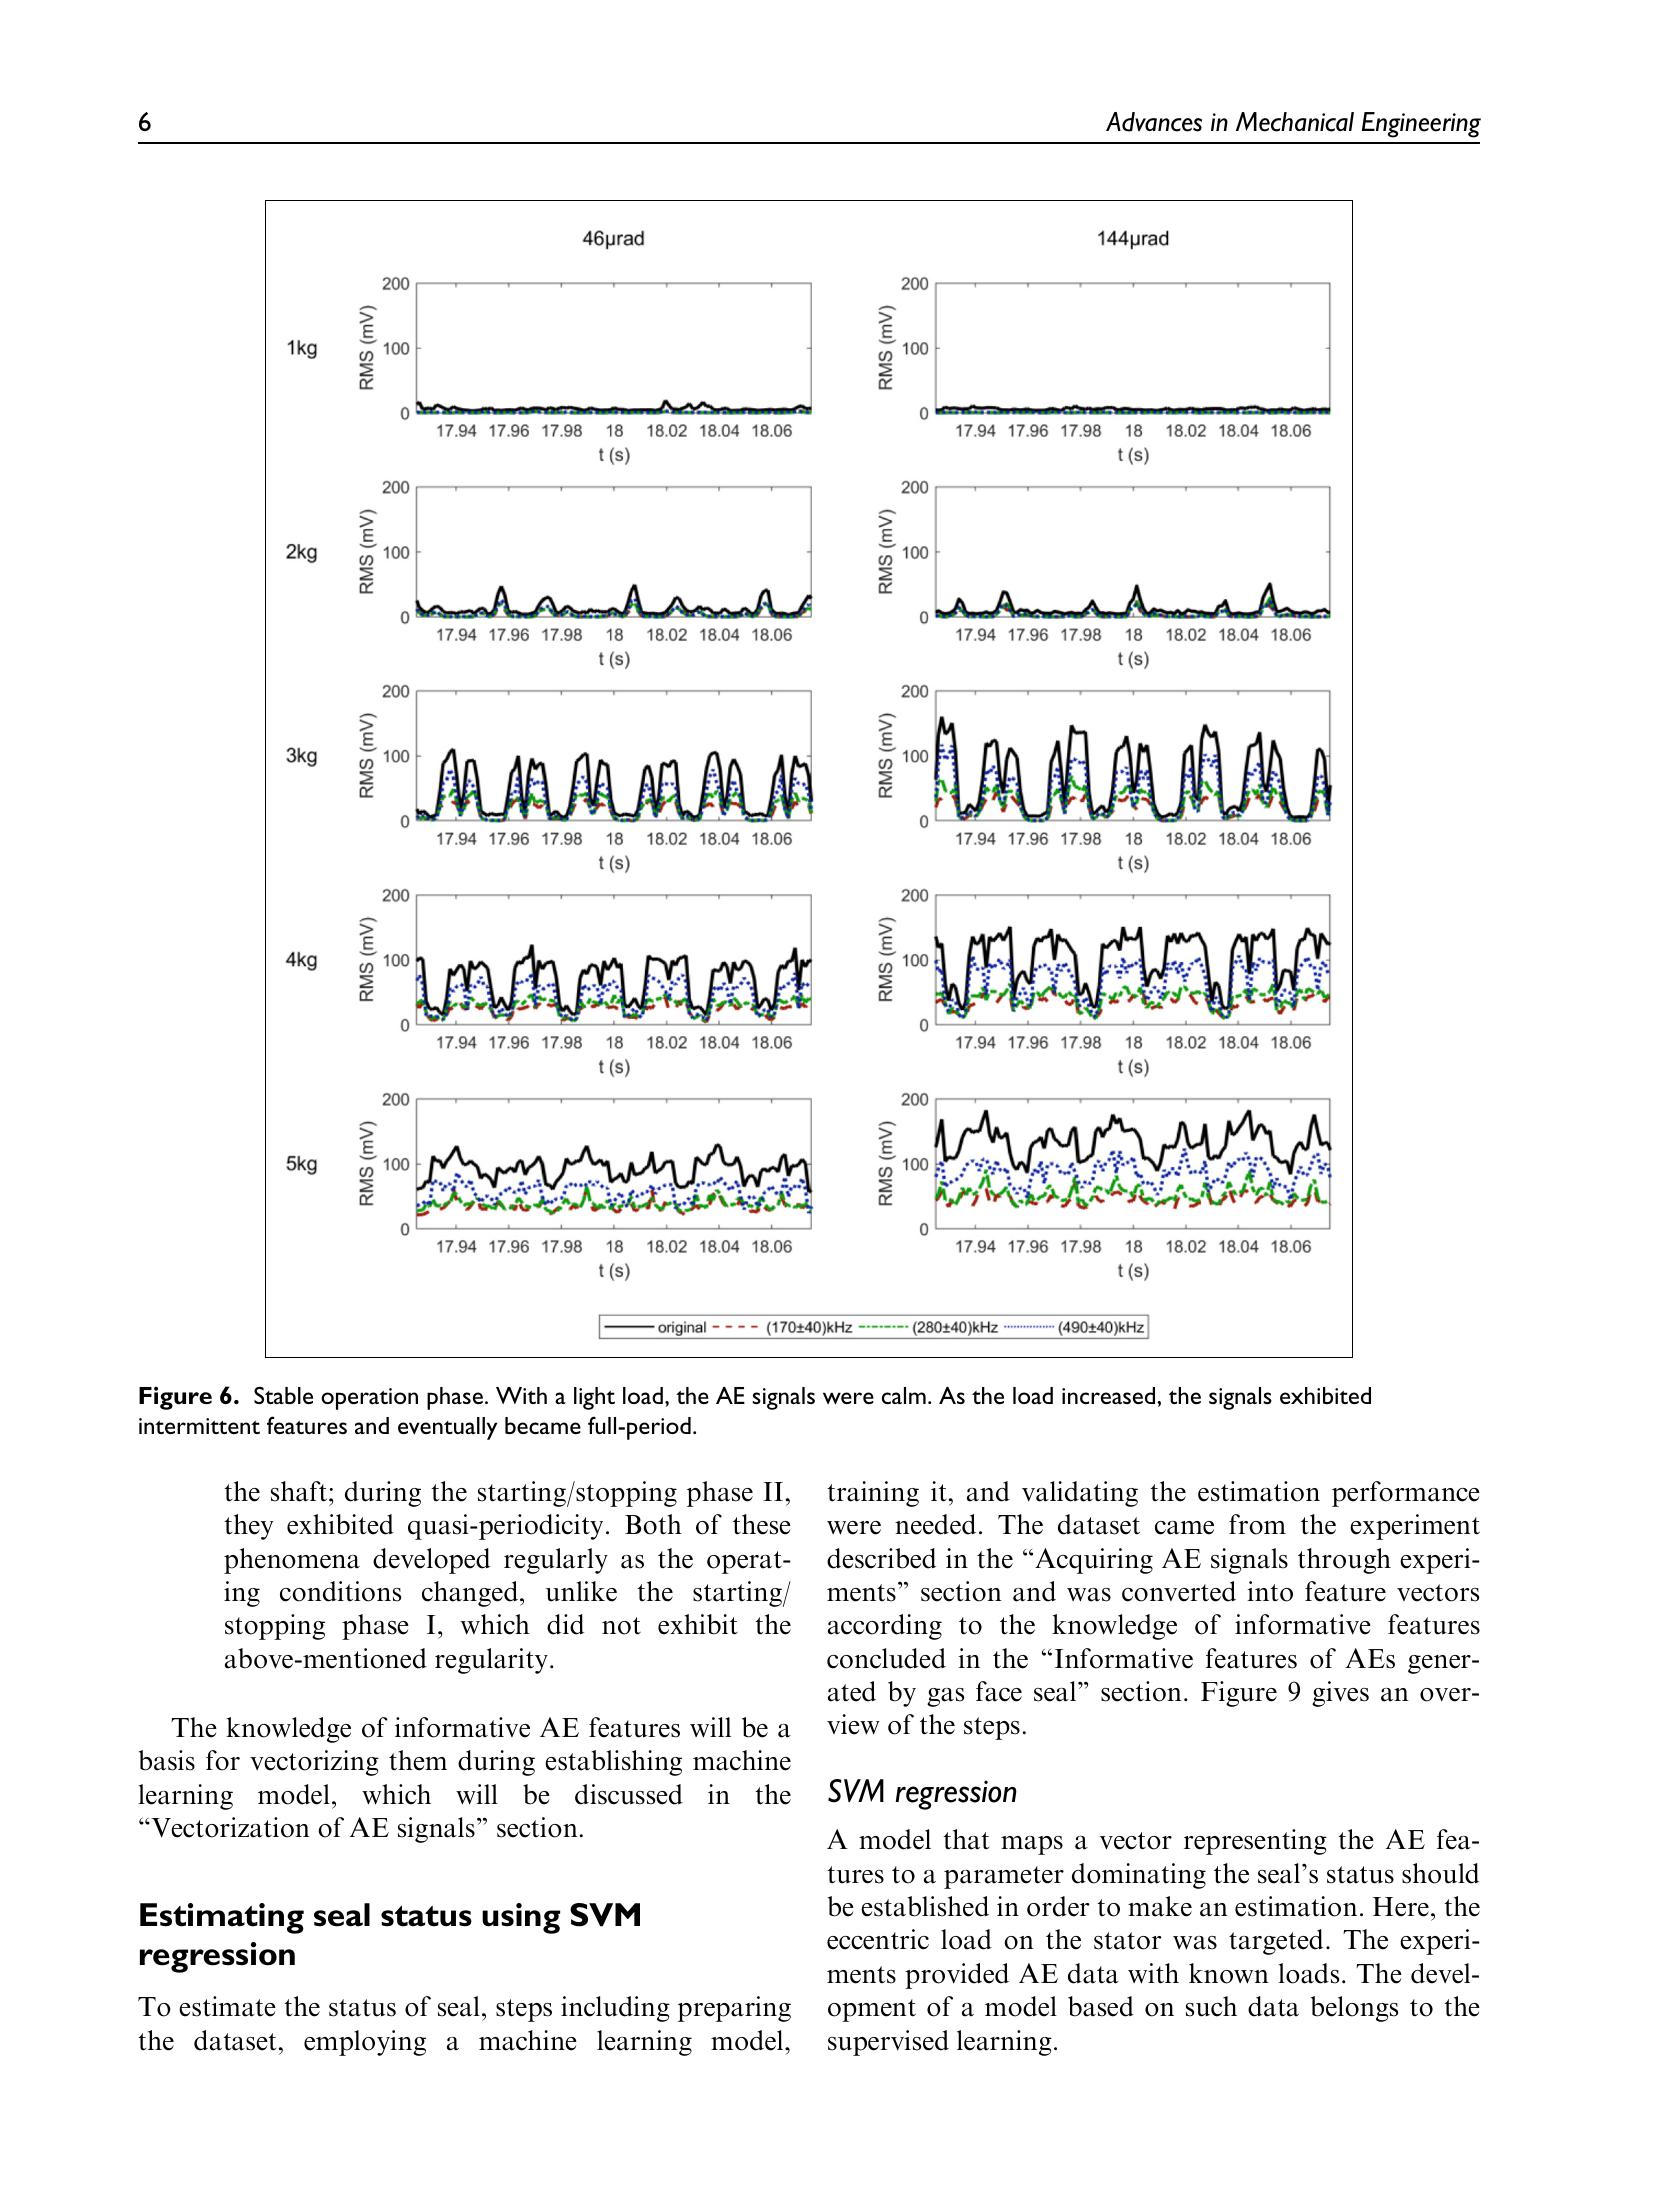 6
Advances in Mechanical Engineering
46µrad
144µrad
1kg
RMS (mV)
200
100
0
17.94 17.96 17.98 18 18.02 18.04 18.06
t (s)
RMS (mV)
200
100
0
17.94 17.96 17.98 18 18.02 18.04 18.06
t (s)
2kg
RMS (mV)
200
100
0
17.94 17.96 17.98 18 18.02 18.04 18.06
t (s)
RMS (mV)
200
100
0
17.94 17.96 17.98 18 18.02 18.04 18.06
t (s)
3kg
RMS (mV)
200
100
0
17.94 17.96 17.98 18 18.02 18.04 18.06
t (s)
RMS (mV)
200
100
0
17.94 17.96 17.98 18 18.02 18.04 18.06
t (s)
4kg
RMS (mV)
200
100
0
17.94 17.96 17.98 18 18.02 18.04 18.06
t (s)
RMS (mV)
200
100
0
17.94 17.96 17.98 18 18.02 18.04 18.06
t (s)
5kg
RMS (mV)
200
100
0
17.94 17.96 17.98 18 18.02 18.04 18.06
t (s)
RMS (mV)
200
100
0
17.94 17.96 17.98 18 18.02 18.04 18.06
t (s)
original (170±40)kHz (280±40)kHz (490±40)kHz
Figure 6. Stable operation phase. With a light load, the AE signals were calm. As the load increased, the signals exhibited
intermittent features and eventually became full-period.
the shaft; during the starting/stopping phase II,
they exhibited quasi-periodicity. Both of these
phenomena developed regularly as the operat-
ing conditions changed, unlike the starting/
stopping phase I, which did not exhibit the
above-mentioned regularity.
The knowledge of informative AE features will be a
basis for vectorizing them during establishing machine
learning model, which will be discussed in the
“Vectorization of AE signals” section.
Estimating seal status using SVM
regression
To estimate the status of seal, steps including preparing
the dataset, employing a machine learning model,
training it, and validating the estimation performance
were needed. The dataset came from the experiment
described in the “Acquiring AE signals through experi-
ments” section and was converted into feature vectors
according to the knowledge of informative features
concluded in the “Informative features of AEs gener-
ated by gas face seal” section. Figure 9 gives an over-
view of the steps.
SVM regression
A model that maps a vector representing the AE fea-
tures to a parameter dominating the seal’s status should
be established in order to make an estimation. Here, the
eccentric load on the stator was targeted. The experi-
ments provided AE data with known loads. The devel-
opment of a model based on such data belongs to the
supervised learning.